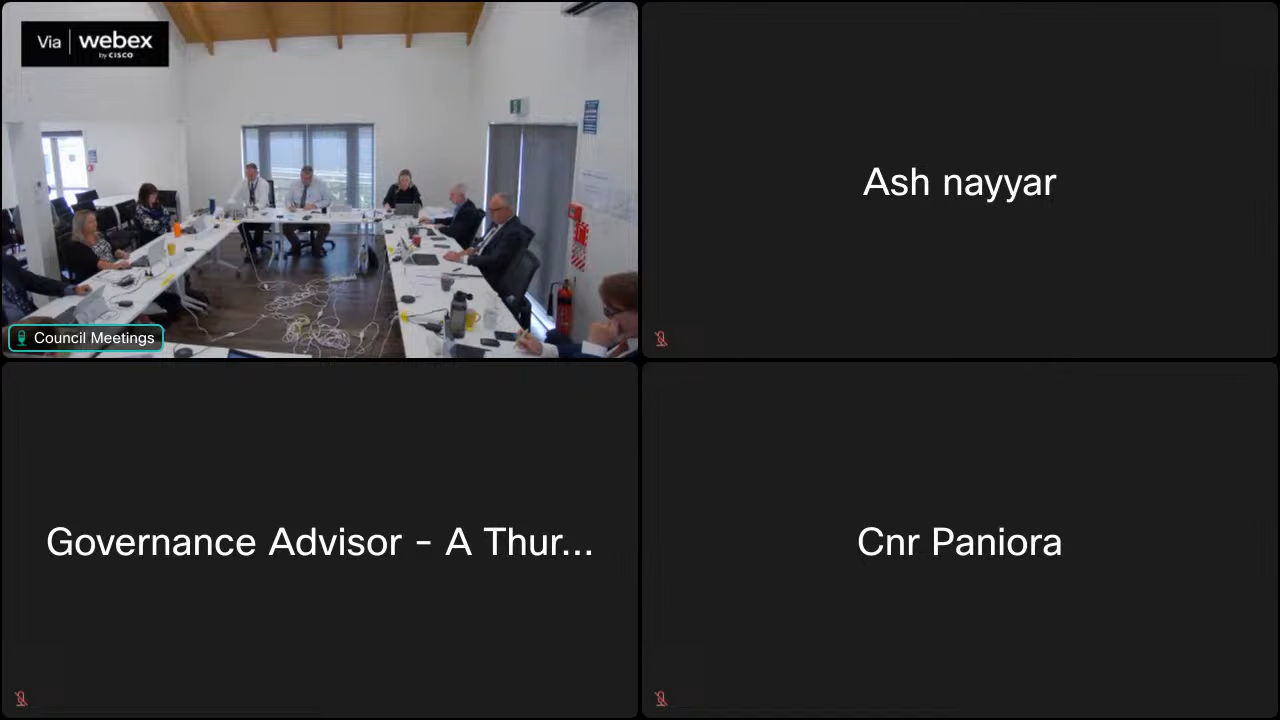 Via webex
by CISCO
Council Meetings
Ash nayyar
Governance Advisor - A Thur...
Cnr Paniora